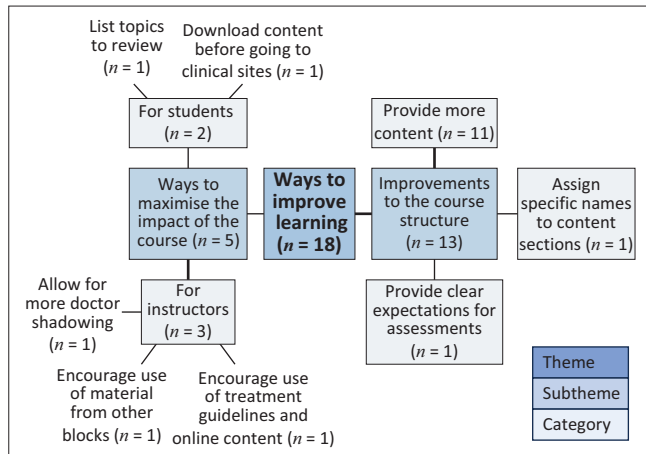 List topics
to review
(n = 1)
Download content
before going to
clinical sites (n = 1)
For students
(n = 2)
Provide more
content (n = 11)
Ways to
maximise the
impact of the
course (n = 5)
Ways to
improve
learning
(n = 18)
Improvements
to the course
structure
(n = 13)
Assign
specific names
to content
sections (n = 1)
Allow for
more doctor
shadowing
(n = 1)
For
instructors
(n = 3)
Provide clear
expectations for
assessments
(n = 1)
Encourage use
of material
from other
blocks (n = 1)
Encourage use
of treatment
guidelines and
online content (n = 1)
Theme
Subtheme
Category